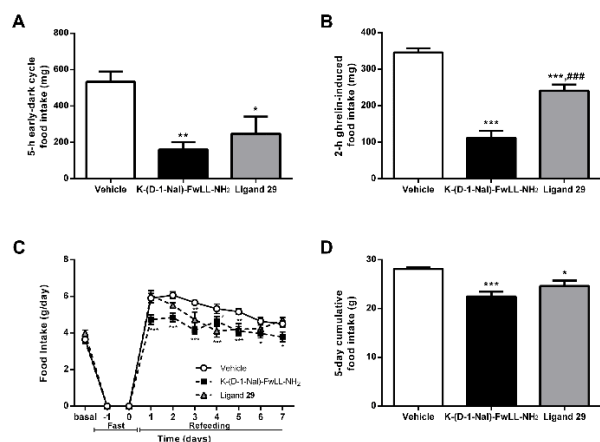 A
5-h early-dark cycle
food intake (mg)
800
600
400
200
0
**
*
Vehicle K-(D-1-Nal)-FwLL-NH2 Ligand 29
B
2-h ghrelin-induced
food intake (mg)
400
300
200
100
0
***
***,###
Vehicle K-(D-1-Nal)-FwLL-NH2 Ligand 29
C
Food Intake (g/day)
8
6
4
2
0
Vehicle
K-(D-1-Nal)-FwLL-NH2
Ligand 29
basal -1 0 1 2 3 4 5 6 7
Fast Refeeding
Time (days)
D
5-day cumulative
food intake (g)
30
20
10
0
***
*
Vehicle K-(D-1-Nal)-FwLL-NH2 Ligand 29